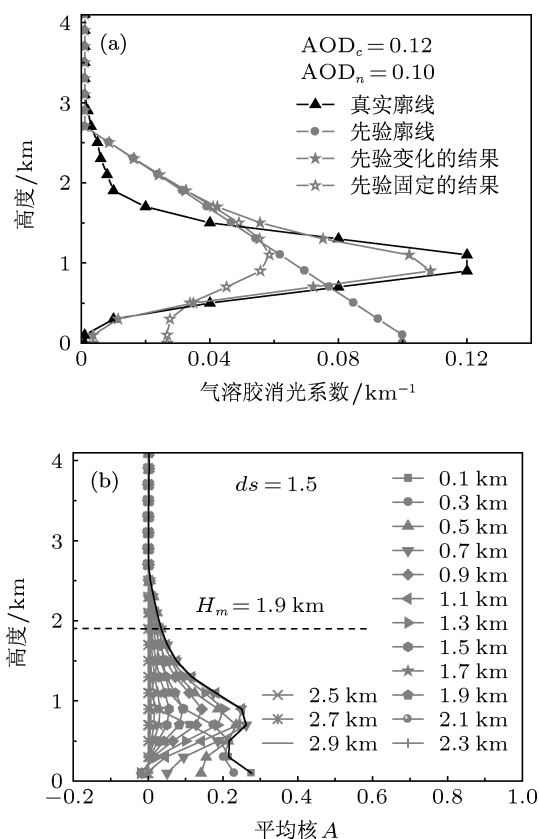 (a)
AOD_c = 0.12
AOD_n = 0.10
真实廓线
先验廓线
先验变化的结果
先验固定的结果
4
3
2
1
0
高度/km
0 0.04 0.08 0.12
气溶胶消光系数/km⁻¹
(b)
ds = 1.5
H_m = 1.9 km
0.1 km
0.3 km
0.5 km
0.7 km
0.9 km
1.1 km
1.3 km
1.5 km
1.7 km
2.5 km 1.9 km
2.7 km 2.1 km
2.9 km 2.3 km
4
3
2
1
0
高度/km
−0.2 0 0.2 0.4 0.6 0.8 1.0
平均核 A